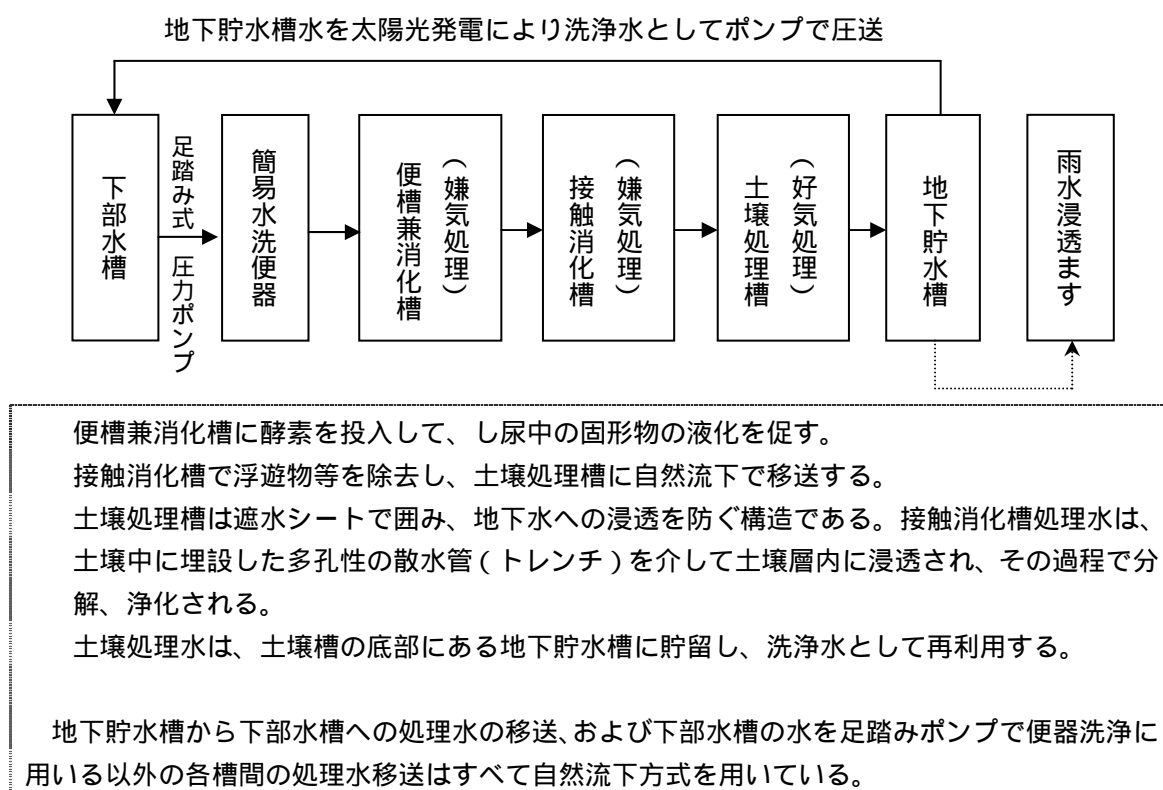 地下貯水槽水を太陽光発電により洗浄水としてポンプで圧送
下部水槽
足踏み式 圧力ポンプ
簡易水洗便器
便槽兼消化槽
(嫌気処理)
接触消化槽
(嫌気処理)
土壌処理槽
(好気処理)
地下貯水槽
雨水浸透ます
便槽兼消化槽に酵素を投入して、し尿中の固形物の液化を促す。
接触消化槽で浮遊物等を除去し、土壌処理槽に自然流下で移送する。
土壌処理槽は遮水シートで囲み、地下水への浸透を防ぐ構造である。接触消化槽処理水は、
土壌中に埋設した多孔性の散水管(トレンチ)を介して土壌層内に浸透され、その過程で分
解、浄化される。
土壌処理水は、土壌槽の底部にある地下貯水槽に貯留し、洗浄水として再利用する。
地下貯水槽から下部水槽への処理水の移送、および下部水槽の水を足踏みポンプで便器洗浄に
用いる以外の各槽間の処理水移送はすべて自然流下方式を用いている。